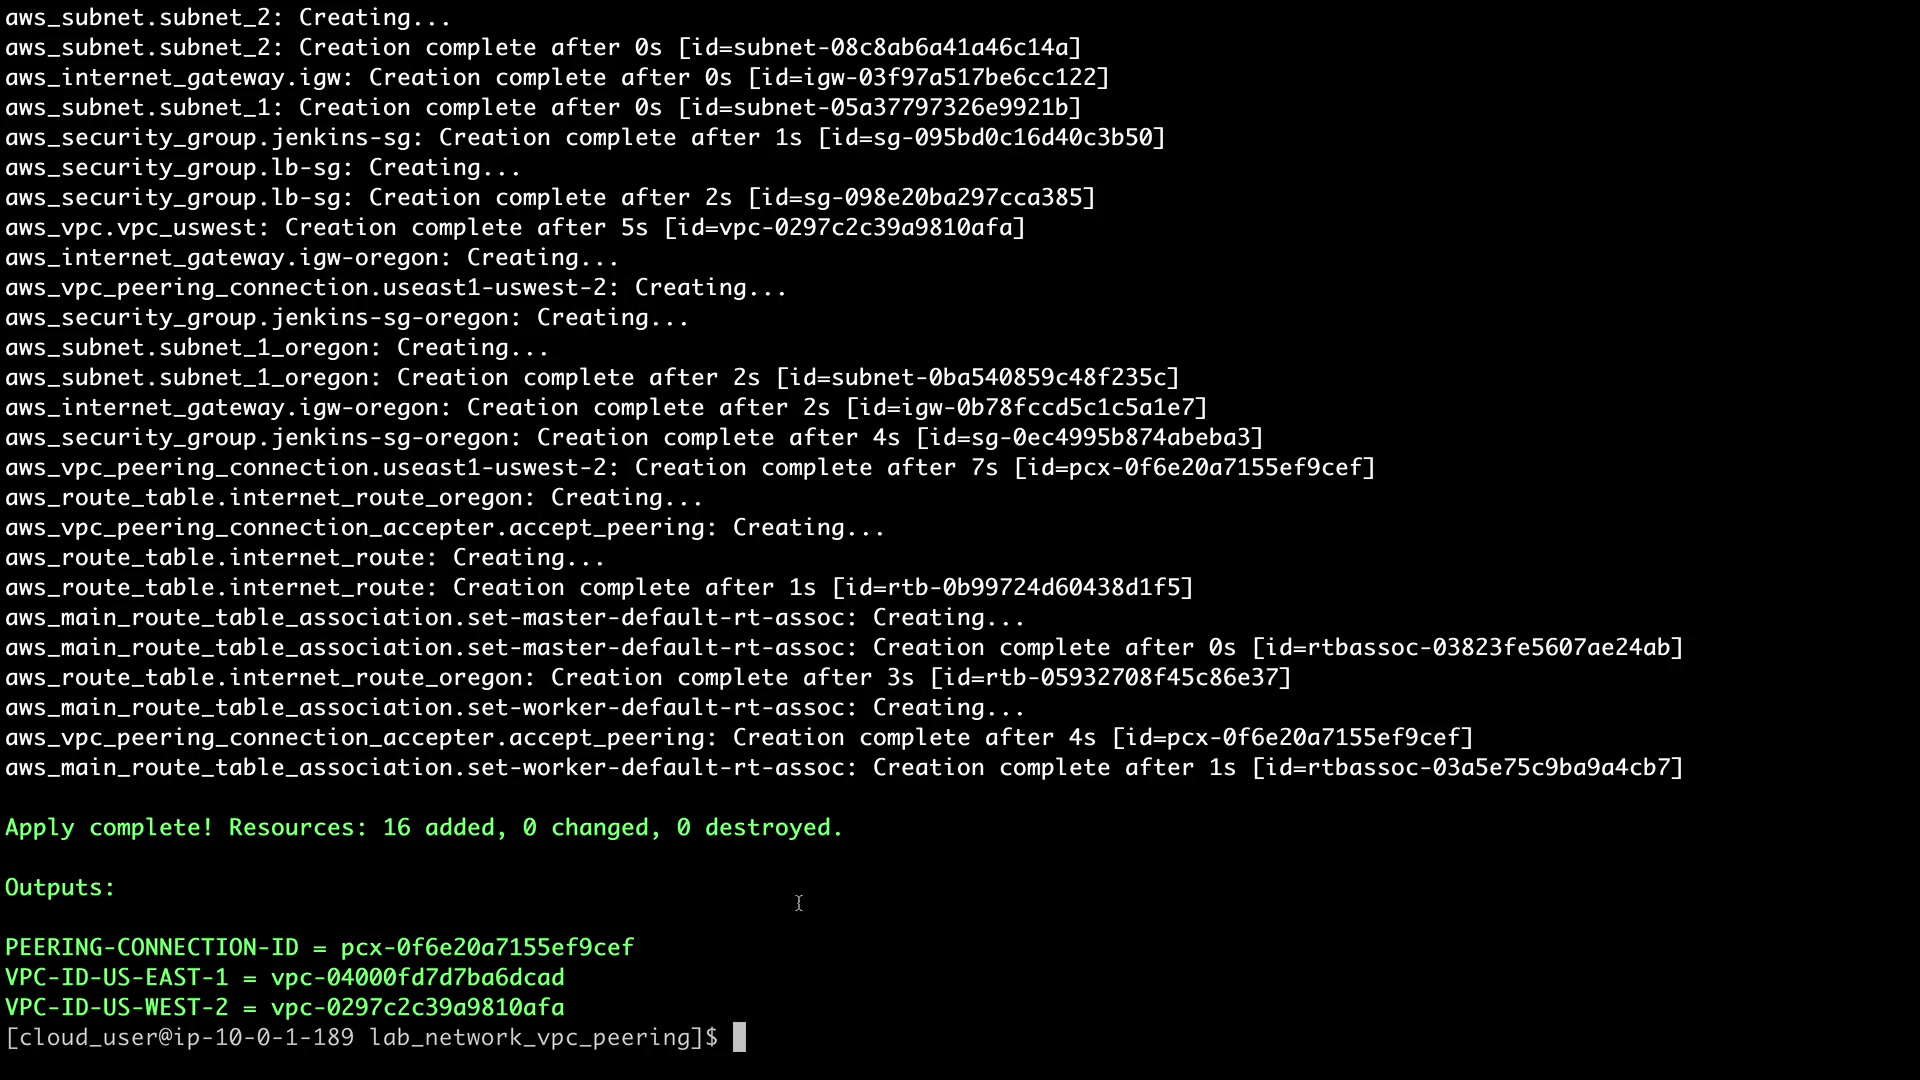 aws_subnet.subnet_2: Creating...
aws_subnet.subnet_2: Creation complete after 0s [id=subnet-08c8ab6a41a46c14a]
aws_internet_gateway.igw: Creation complete after 0s [id=igw-03f97a517be6cc122]
aws_subnet.subnet_1: Creation complete after 0s [id=subnet-05a37797326e9921b]
aws_security_group.jenkins-sg: Creation complete after 1s [id=sg-095bd0c16d40c3b50]
aws_security_group.lb-sg: Creating...
aws_security_group.lb-sg: Creation complete after 2s [id=sg-098e20ba297cca385]
aws_vpc.vpc_uswest: Creation complete after 5s [id=vpc-0297c2c39a9810afa]
aws_internet_gateway.igw-oregon: Creating...
aws_vpc_peering_connection.useast1-uswest-2: Creating...
aws_security_group.jenkins-sg-oregon: Creating...
aws_subnet.subnet_1_oregon: Creating...
aws_subnet.subnet_1_oregon: Creation complete after 2s [id=subnet-0ba540859c48f235c]
aws_internet_gateway.igw-oregon: Creation complete after 2s [id=igw-0b78fccd5c1c5a1e7]
aws_security_group.jenkins-sg-oregon: Creation complete after 4s [id=sg-0ec4995b874abeba3]
aws_vpc_peering_connection.useast1-uswest-2: Creation complete after 7s [id=pcx-0f6e20a7155ef9cef]
aws_route_table.internet_route_oregon: Creating...
aws_vpc_peering_connection_accepter.accept_peering: Creating...
aws_route_table.internet_route: Creating...
aws_route_table.internet_route: Creation complete after 1s [id=rtb-0b99724d60438d1f5]
aws_main_route_table_association.set-master-default-rt-assoc: Creating...
aws_main_route_table_association.set-master-default-rt-assoc: Creation complete after 0s [id=rtbassoc-03823fe5607ae24ab]
aws_route_table.internet_route_oregon: Creation complete after 3s [id=rtb-05932708f45c86e37]
aws_main_route_table_association.set-worker-default-rt-assoc: Creating...
aws_vpc_peering_connection_accepter.accept_peering: Creation complete after 4s [id=pcx-0f6e20a7155ef9cef]
aws_main_route_table_association.set-worker-default-rt-assoc: Creation complete after 1s [id=rtbassoc-03a5e75c9ba9a4cb7]
Apply complete! Resources: 16 added, 0 changed, 0 destroyed.
Outputs:
PEERING-CONNECTION-ID = pcx-0f6e20a7155ef9cef
VPC-ID-US-EAST-1 = vpc-04000fd7d7ba6dcad
VPC-ID-US-WEST-2 = vpc-0297c2c39a9810afa
[cloud_user@ip-10-0-1-189 lab_network_vpc_peering]$